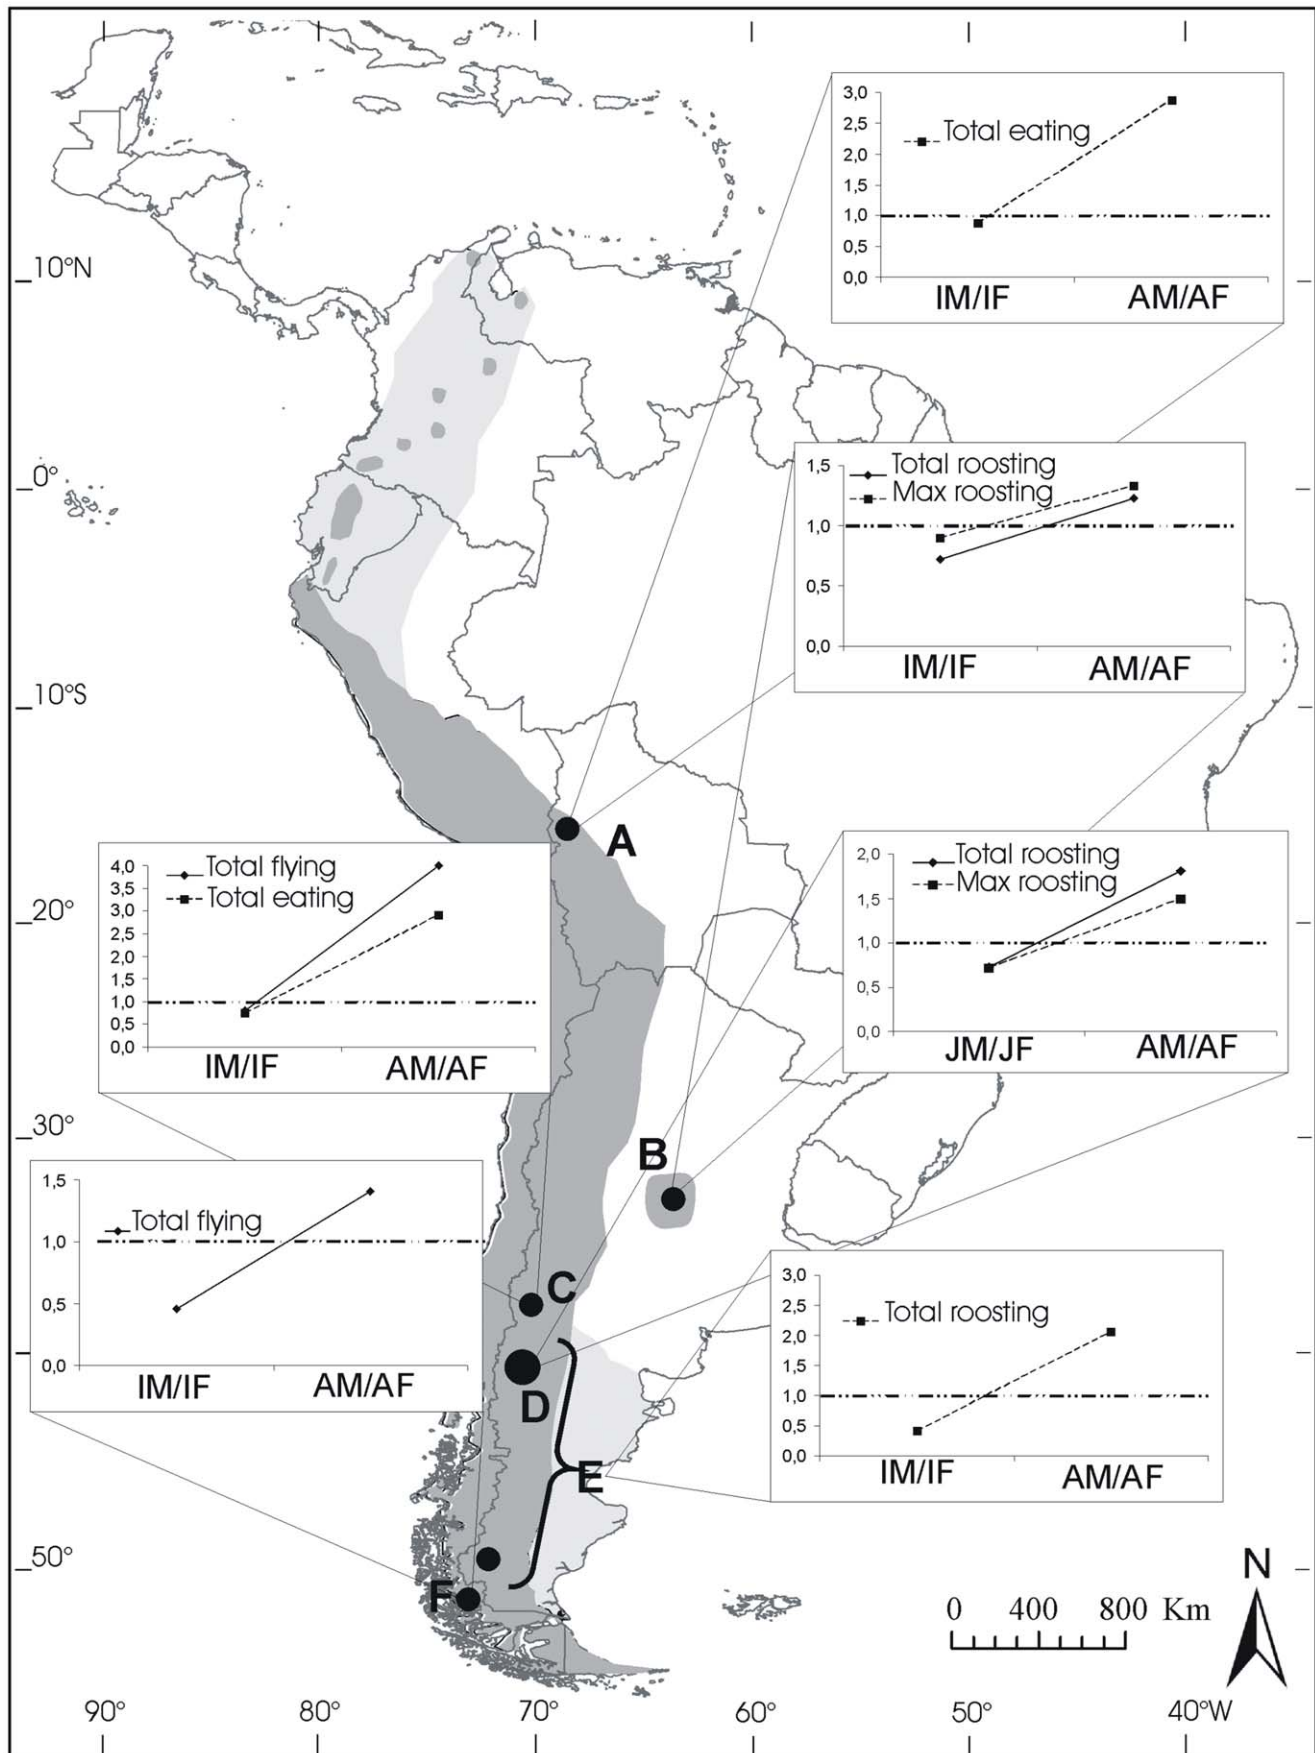 3,0
2,5
2,0
1,5
1,0
0,5
0,0
Total eating
IM/IF AM/AF
10°N
1,5
1,0
0,5
0,0
Total roosting
Max roosting
IM/IF AM/AF
0°
10°S
A
4,0
3,5
3,0
2,5
2,0
1,5
1,0
0,5
0,0
Total flying
Total eating
IM/IF AM/AF
2,0
1,5
1,0
0,5
0,0
Total roosting
Max roosting
JM/JF AM/AF
20°
30°
B
1,5
1,0
0,5
0,0
Total flying
IM/IF AM/AF
C
D
E
F
3,0
2,5
2,0
1,5
1,0
0,5
0,0
Total roosting
IM/IF AM/AF
50°
N
0 400 800 Km
90° 80° 70° 60° 50° 40°W